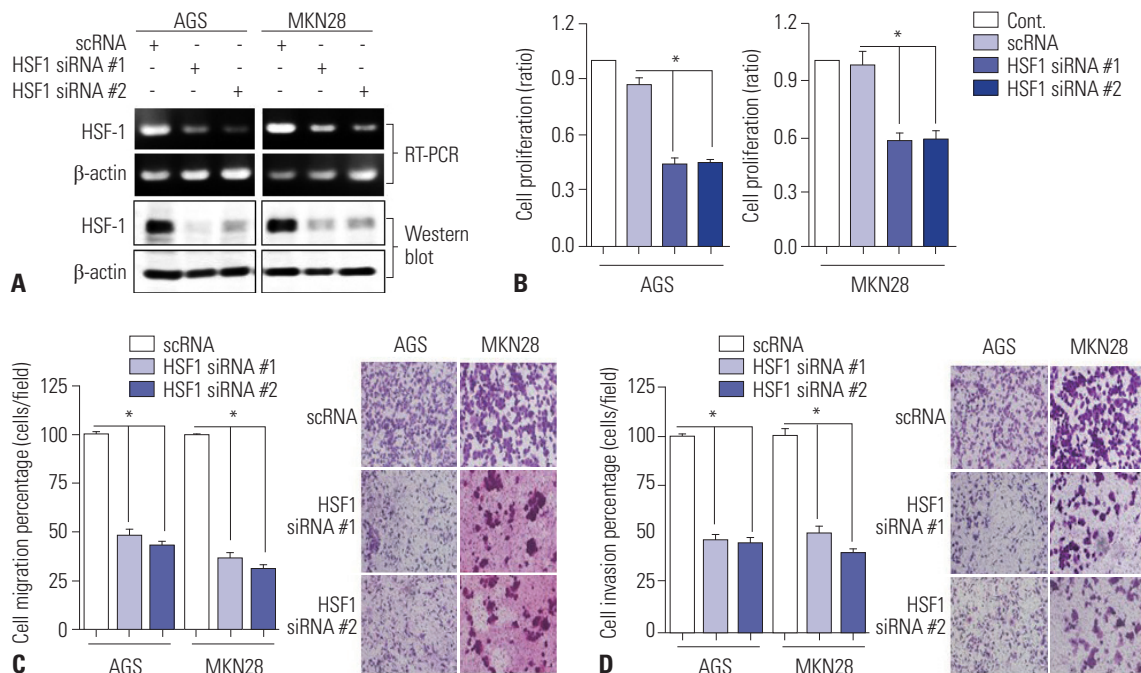 AGS MKN28
scRNA + - - + - -
HSF1 siRNA #1 - + - - + -
HSF1 siRNA #2 - - + - - +
HSF-1
β-actin
RT-PCR
HSF-1
β-actin
Western
blot
A
Cell proliferation (ratio)
1.2
0.9
0.6
0.3
0.0
*
AGS
B
Cell proliferation (ratio)
1.2
0.9
0.6
0.3
0.0
*
MKN28
Cont.
scRNA
HSF1 siRNA #1
HSF1 siRNA #2
scRNA
HSF1 siRNA #1
HSF1 siRNA #2
Cell migration percentage (cells/field)
125
100
75
50
25
0
* *
AGS MKN28
C
AGS MKN28
scRNA
HSF1
siRNA #1
HSF1
siRNA #2
scRNA
HSF1 siRNA #1
HSF1 siRNA #2
Cell invasion percentage (cells/field)
125
100
75
50
25
0
* *
AGS MKN28
D
AGS MKN28
scRNA
HSF1
siRNA #1
HSF1
siRNA #2